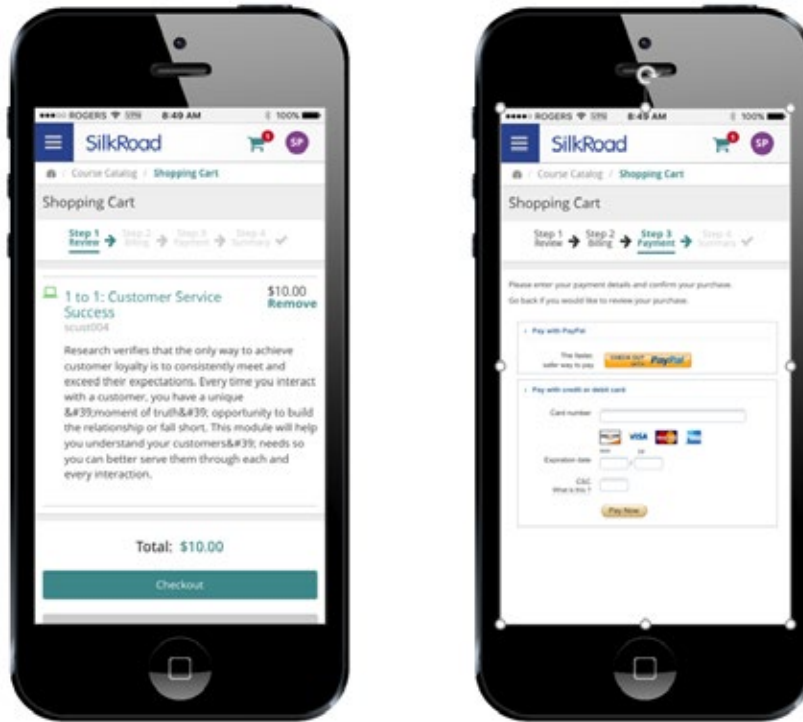 ROGERS VPN 8:49 AM 100%
SilkRoad 1 SP
/ Course Catalog / Shopping Cart
Shopping Cart
Step 1 Step 2 Step 3 Step 4
Review Billing Payment Summary
1 to 1: Customer Service $10.00
Success Remove
scust004
Research verifies that the only way to achieve
customer loyalty is to consistently meet and
exceed their expectations. Every time you interact
with a customer, you have a unique
&#39;moment of truth&#39; opportunity to build
the relationship or fall short. This module will help
you understand your customers&#39; needs so
you can better serve them through each and
every interaction.
Total: $10.00
Checkout
ROGERS VPN 8:49 AM 100%
SilkRoad 1 SP
/ Course Catalog / Shopping Cart
Shopping Cart
Step 1 Step 2 Step 3 Step 4
Review Billing Payment Summary
Please enter your payment details and confirm your purchase.
Go back if you would like to review your purchase.
Pay with PayPal
The faster, CHECK OUT
safer way to pay with PayPal
Pay with credit or debit card
Card number
VISA
Expiration date /
CSC
What is this ?
Pay Now